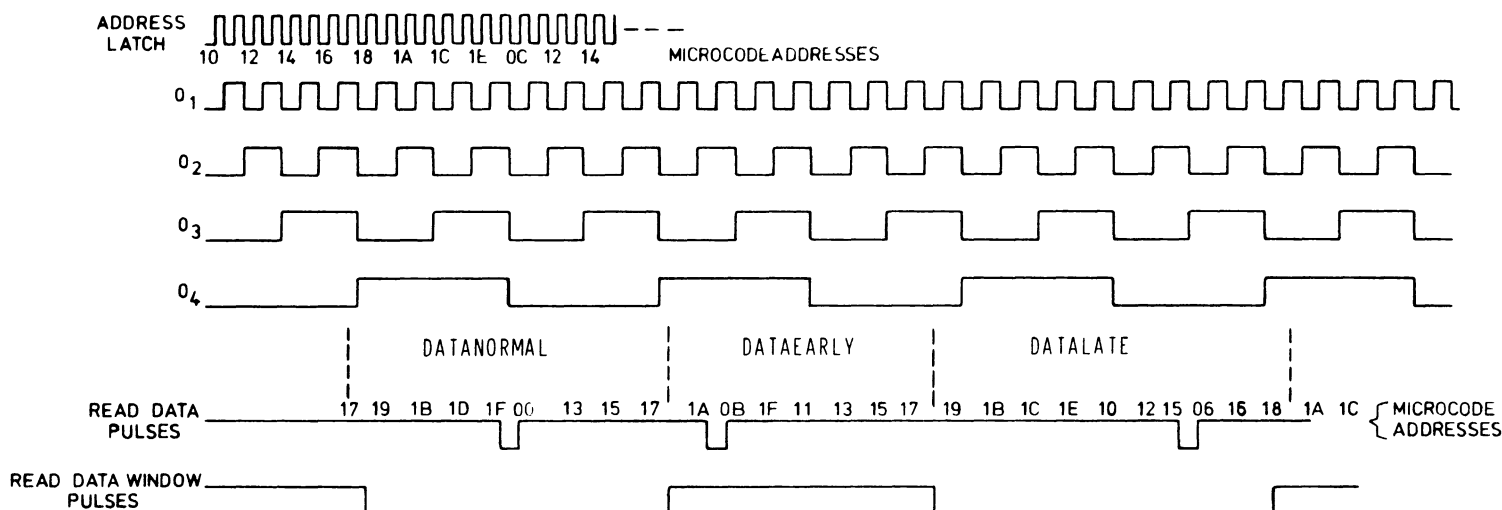 ADDRESS
LATCH
10 12 14 16 18 1A 1C 1E 0C 12 14 MICROCODE ADDRESSES
01
02
03
04
DATANORMAL DATAEARLY DATALATE
READ DATA
PULSES
17 19 1B 1D 1F 00 13 15 17 1A 0B 1F 11 13 15 17 19 1B 1C 1E 10 12 15 06 16 18 1A 1C
MICROCODE
ADDRESSES
READ DATA WINDOW
PULSES